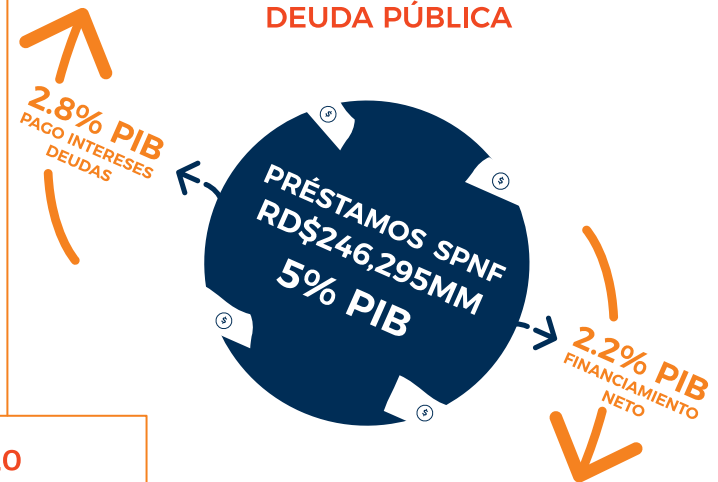 DEUDA PÚBLICA
2.8% PIB
PAGO INTERESES
DEUDAS
PRÉSTAMOS SPNF
RD$246,295MM
5% PIB
2.2% PIB
FINANCIAMIENTO
NETO
$
$
$
$